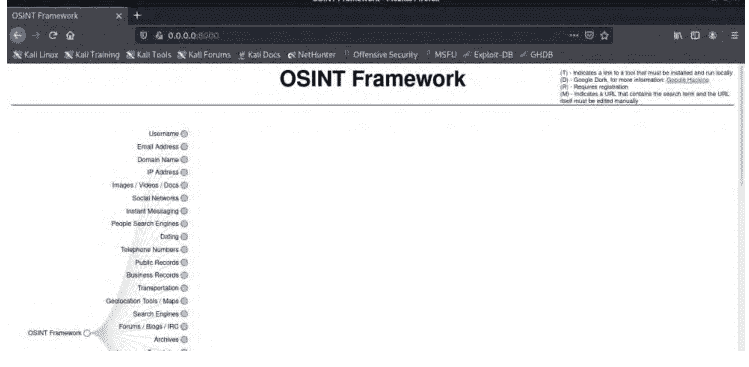 OSINT Framework
0.0.0.0:8000
Kali Linux Kali Training Kali Tools Kali Forums Kali Docs NetHunter Offensive Security MSFU Exploit-DB GHDB
OSINT Framework
(T) - Indicates a link to a tool that must be installed and run locally
(D) - Google Dork, for more information: Google Hacking
(R) - Requires registration
(M) - Indicates a URL that contains the search term and the URL
itself must be edited manually
Username
Email Address
Domain Name
IP Address
Images / Videos / Docs
Social Networks
Instant Messaging
People Search Engines
Dating
Telephone Numbers
Public Records
Business Records
Transportation
Geolocation Tools / Maps
Search Engines
Forums / Blogs / IRC
OSINT Framework
Archives